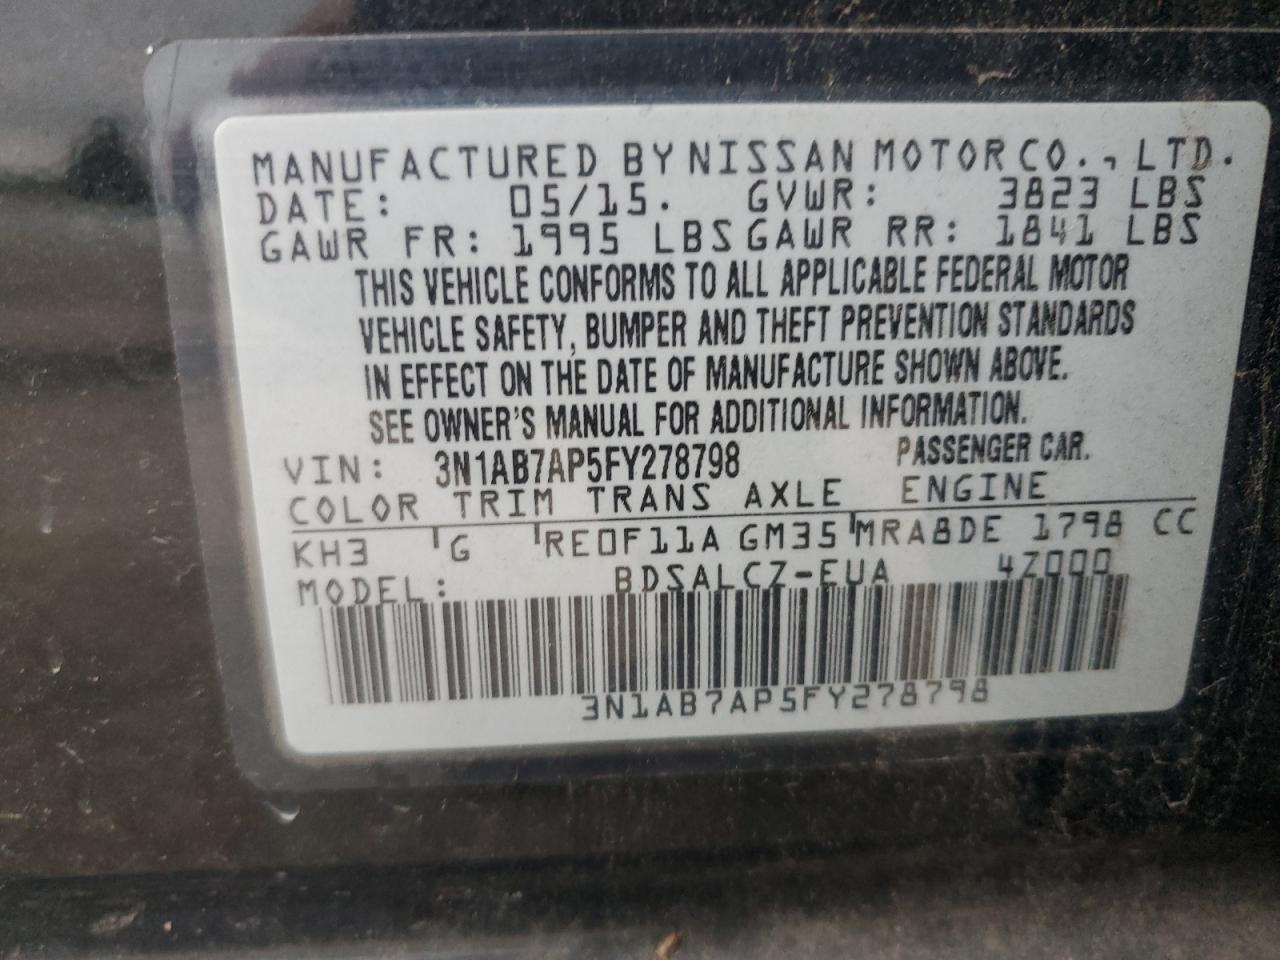 MANUFACTURED BY NISSAN MOTOR CO., LTD.
DATE: 05/15. GVWR: 3823 LBS
GAWR FR: 1995 LBS GAWR RR: 1841 LBS
THIS VEHICLE CONFORMS TO ALL APPLICABLE FEDERAL MOTOR
VEHICLE SAFETY, BUMPER AND THEFT PREVENTION STANDARDS
IN EFFECT ON THE DATE OF MANUFACTURE SHOWN ABOVE.
SEE OWNER'S MANUAL FOR ADDITIONAL INFORMATION.
VIN: 3N1AB7AP5FY278798 PASSENGER CAR.
COLOR TRIM TRANS AXLE ENGINE
KH3 G RE0F11A GM35 MRA8DE 1798 CC
MODEL: BDSALCZ-EUA 4Z000
3N1AB7AP5FY278798